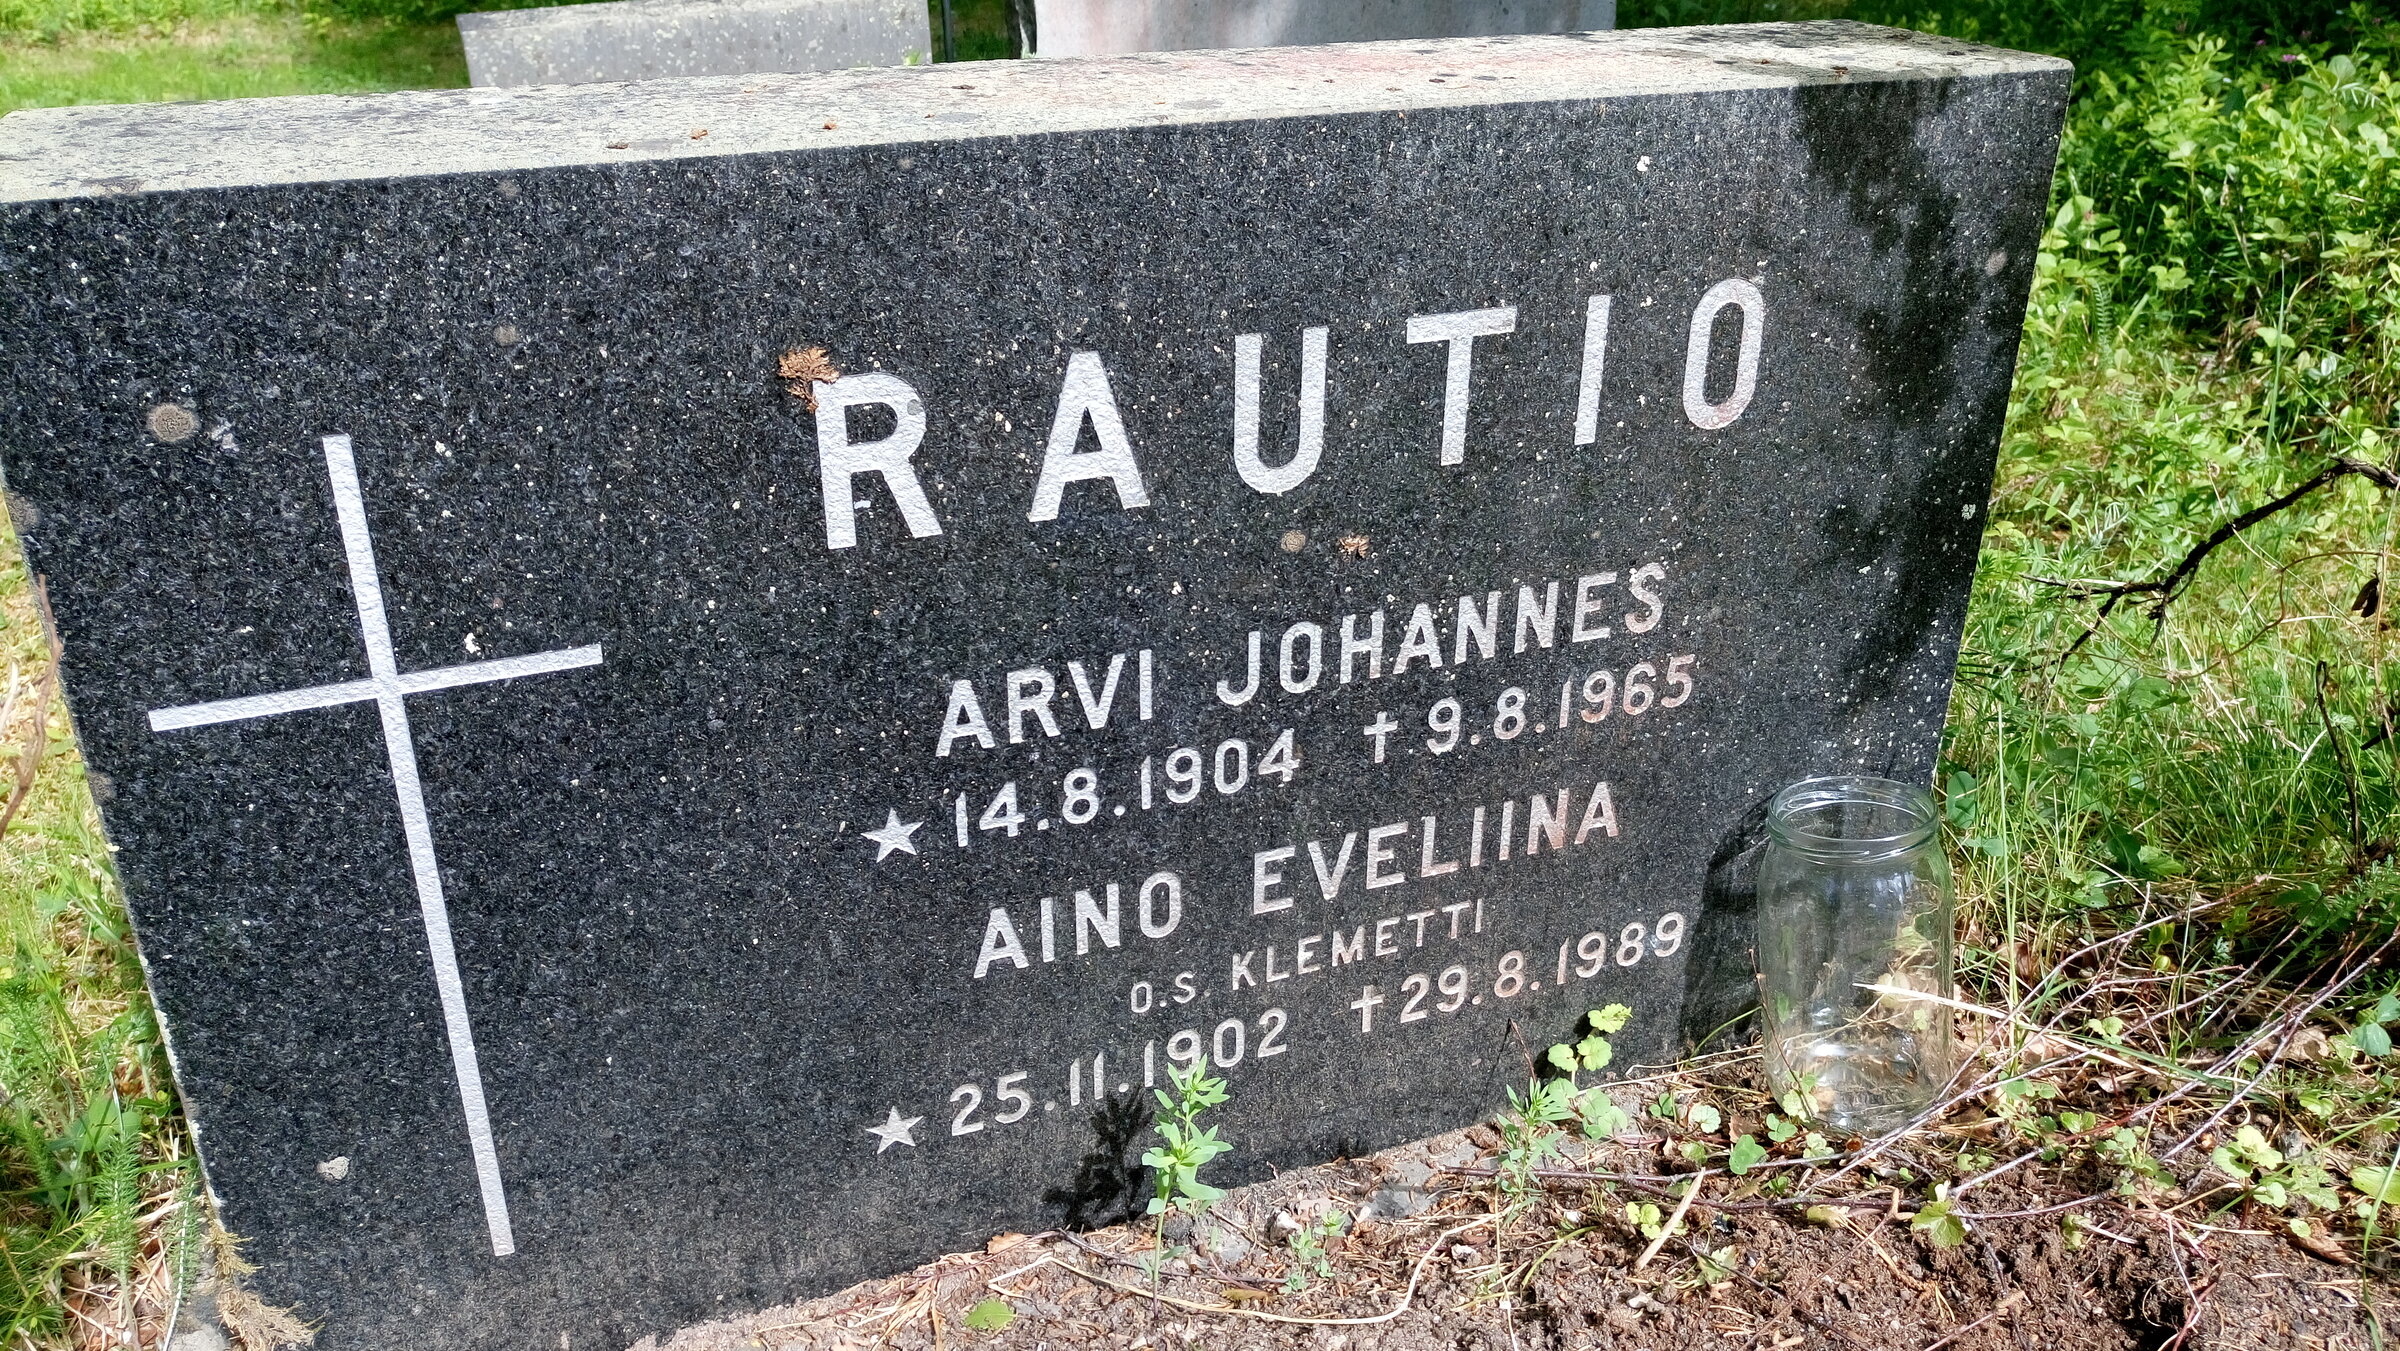 RAUTIO
ARVI JOHANNES
★ 14.8.1904 ✝ 9.8.1965
AINO EVELIINA
O.S. KLEMETTI
★ 25.11.1902 ✝ 29.8.1989